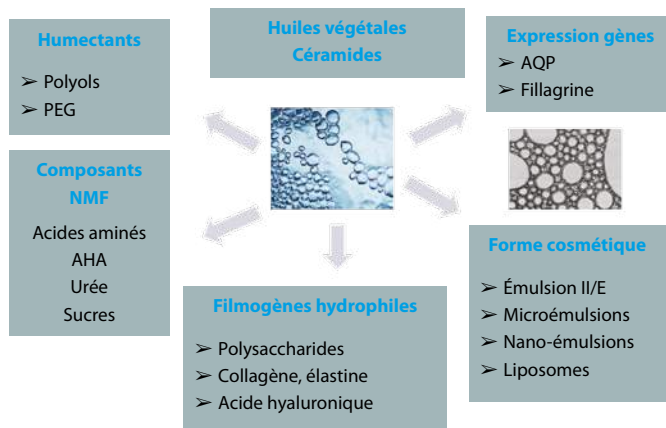 Humectants
➢ Polyols
➢ PEG
Huiles végétales
Céramides
Expression gènes
➢ AQP
➢ Fillagrine
Composants
NMF
Acides aminés
AHA
Urée
Sucres
Filmogènes hydrophiles
➢ Polysaccharides
➢ Collagène, élastine
➢ Acide hyaluronique
Forme cosmétique
➢ Émulsion II/E
➢ Microémulsions
➢ Nano-émulsions
➢ Liposomes